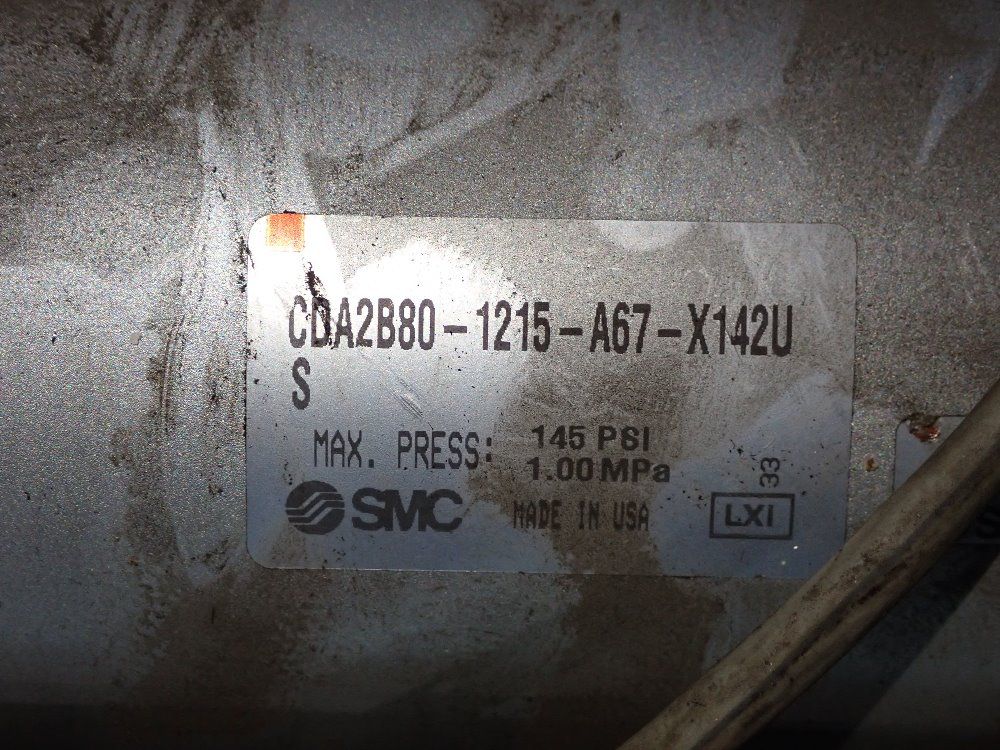 CDA2B80-1215-A67-X142U
S
MAX. PRESS: 145 PSI
1.00 MPa
33
SMC MADE IN USA LXI